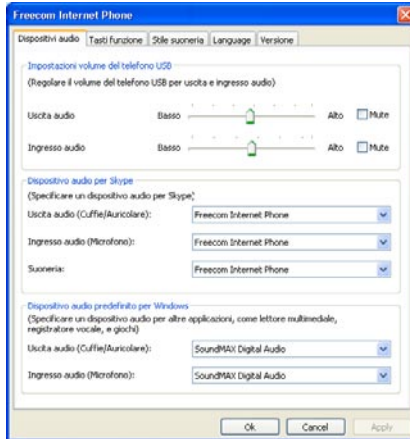 Freecom Internet Phone
Dispositivi audio Tasti funzione Stile suoneria Language Versione
Impostazioni volume del telefono USB
(Regolare il volume del telefono USB per uscita e ingresso audio)
Uscita audio Basso Alto Mute
Ingresso audio Basso Alto Mute
Dispositivo audio per Skype
(Specificare un dispositivo audio per Skype)
Uscita audio (Cuffie/Auricolare): Freecom Internet Phone
Ingresso audio (Microfono): Freecom Internet Phone
Suoneria: Freecom Internet Phone
Dispositivo audio predefinito per Windows
(Specificare un dispositivo audio per altre applicazioni, come lettore multimediale,
registratore vocale, e giochi)
Uscita audio (Cuffie/Auricolare): SoundMAX Digital Audio
Ingresso audio (Microfono): SoundMAX Digital Audio
Ok Cancel Apply